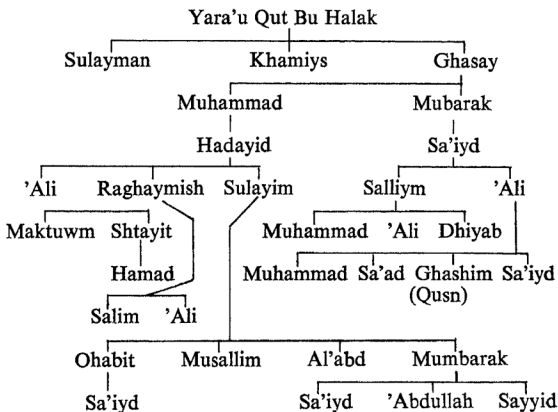 Yara'u Qut Bu Halak
Sulayman Khamiys Ghasay
Muhammad Mubarak
Hadayid Sa'iyd
'Ali Raghaymish Sulayim Salliym 'Ali
Maktuwm Shtayit Muhammad 'Ali Dhiyab
Hamad Muhammad Sa'ad Ghashim Sa'iyd
(Qusn)
Salim 'Ali
Ohabit Musallim Al'abd Mumbarak
Sa'iyd Sa'iyd 'Abdullah Sayyid